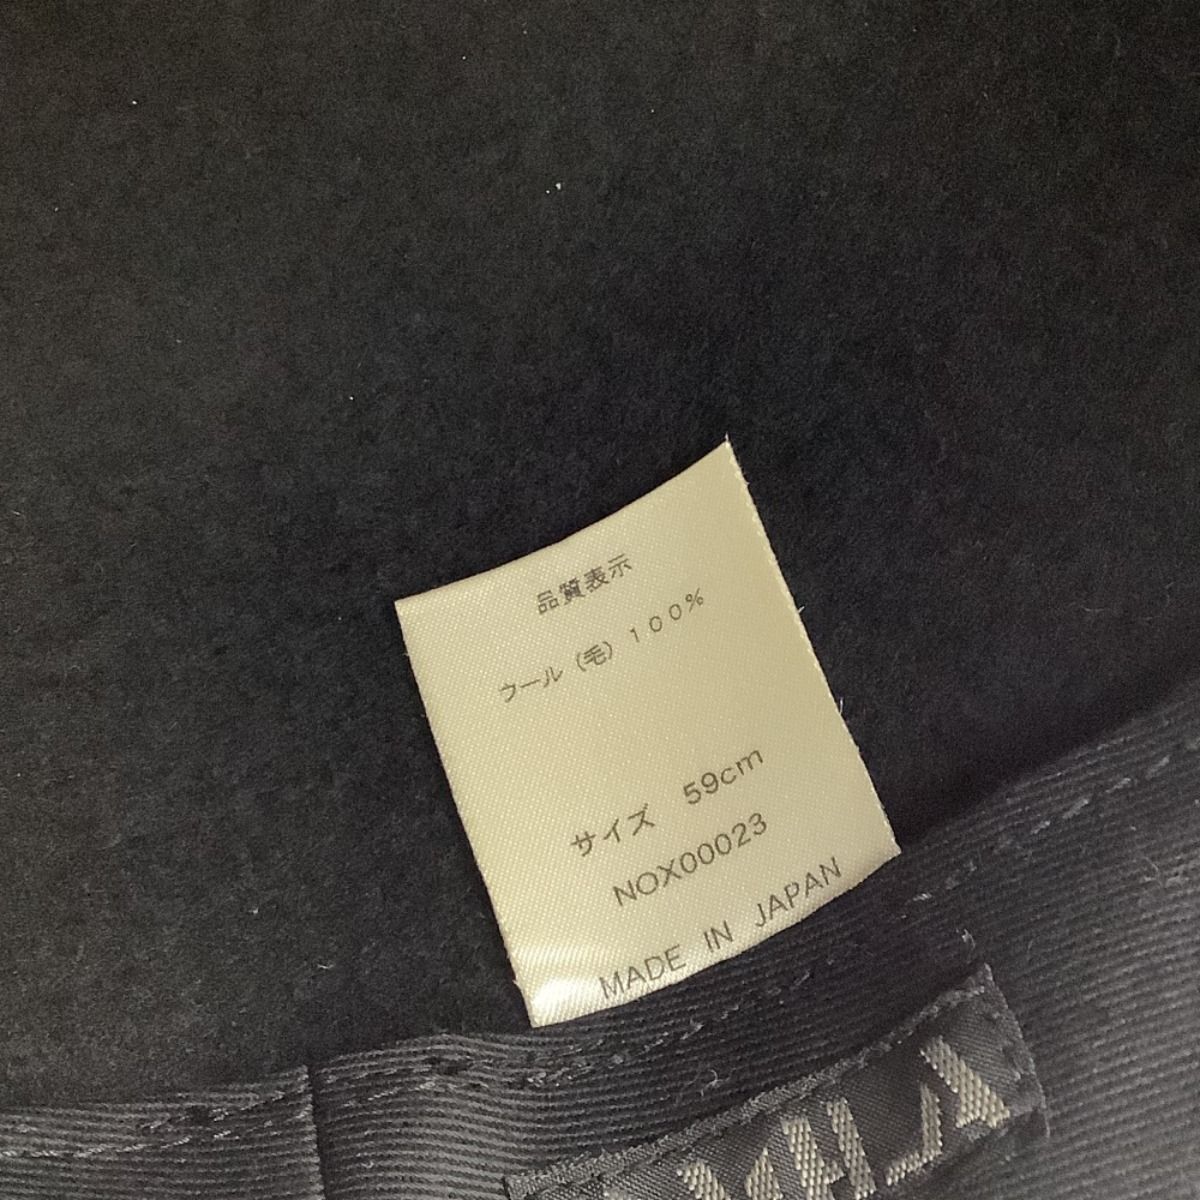 品質表示
ウール(毛)100%
サイズ 59cm
NOX00023
MADE IN JAPAN